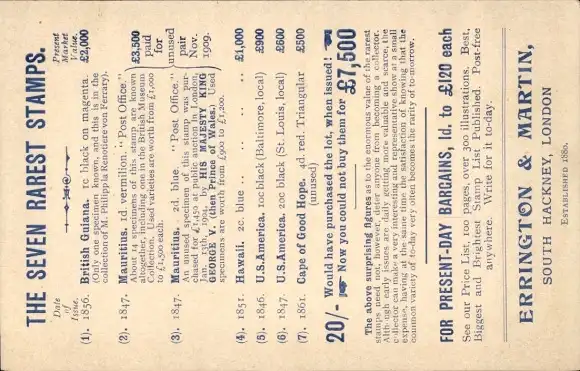 THE SEVEN RAREST STAMPS.
Date of Issue.
Present Market Value.
(1). 1856. British Guiana. 1c black on magenta £2,000
(Only one specimen known, and this is in the
collection of M. Philipp la Renotiere von Ferrary).
(2). 1847. Mauritius. 1d vermilion. "Post Office." £3,500 paid for unused pair Nov. 1909.
About 14 specimens of this stamp are known
altogether, including one in the British Museum
Collection. Used varieties are worth from £1,000
to £1,500 each.
(3). 1847. Mauritius. 2d. blue. "Post Office."
An unused specimen of this stamp was pur-
chased for £1,450 at public auction in London,
Jan. 13th, 1904, by HIS MAJESTY KING
GEORGE V. (then Prince of Wales). Used
specimens are worth from £900 to £1,200.
(4). 1851. Hawaii. 2c blue .. .. .. .. £1,000
(5). 1846. U.S. America. 10c black (Baltimore, local) £900
(6). 1847. U.S. America. 20c black (St. Louis, local) £600
(7). 1861. Cape of Good Hope. 4d. red. Triangular £500
(unused)
20/- Would have purchased the lot, when issued!
Now you could not buy them for £7,500
The above surprising figures as to the enormous value of the rarest
stamps need not, however, deter anyone from becoming a collector.
Although early issues are daily getting more valuable and scarce, the
collector can make a very interesting and representative show at a small
expense, having at the same time the satisfaction of knowing that the
common variety of to-day very often becomes the rarity of to-morrow.
FOR PRESENT-DAY BARGAINS, 1d. to £120 each
See our Price List, 100 pages, over 300 illustrations. Best,
Biggest and Brightest Stamp List Published. Post-free
anywhere. Write for it to-day.
ERRINGTON & MARTIN,
SOUTH HACKNEY, LONDON
ESTABLISHED 1880.